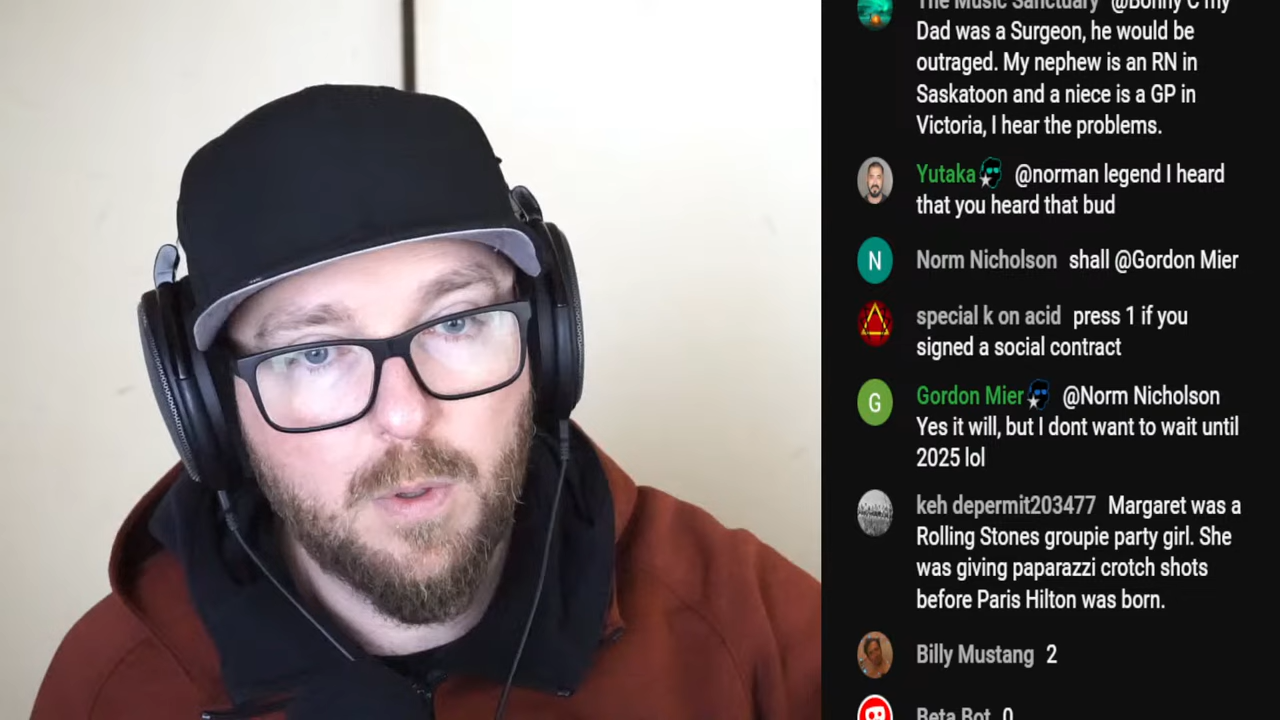 The Music Sanctuary @Bonny C my
Dad was a Surgeon, he would be
outraged. My nephew is an RN in
Saskatoon and a niece is a GP in
Victoria, I hear the problems.
Yutaka @norman legend I heard
that you heard that bud
N
Norm Nicholson shall @Gordon Mier
special k on acid press 1 if you
signed a social contract
G
Gordon Mier @Norm Nicholson
Yes it will, but I dont want to wait until
2025 lol
keh depermit203477 Margaret was a
Rolling Stones groupie party girl. She
was giving paparazzi crotch shots
before Paris Hilton was born.
Billy Mustang 2
Beta Bot 0